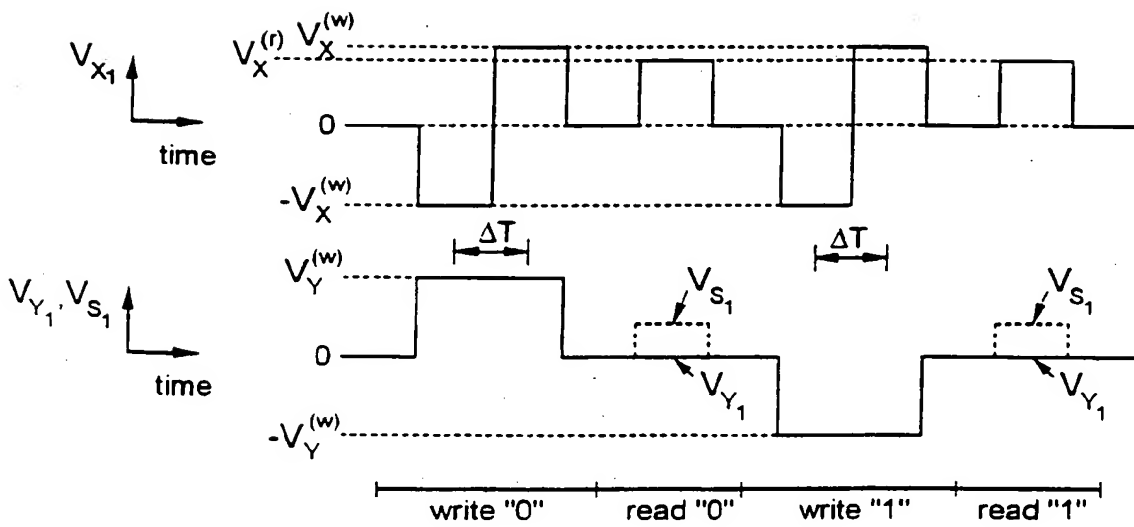 V_X₁
time
V_X^(r) V_X^(w)
0
-V_X^(w)
ΔT
ΔT
V_Y₁, V_S₁
time
V_Y^(w)
0
-V_Y^(w)
V_S₁
V_Y₁
V_S₁
V_Y₁
write "0" read "0" write "1" read "1"